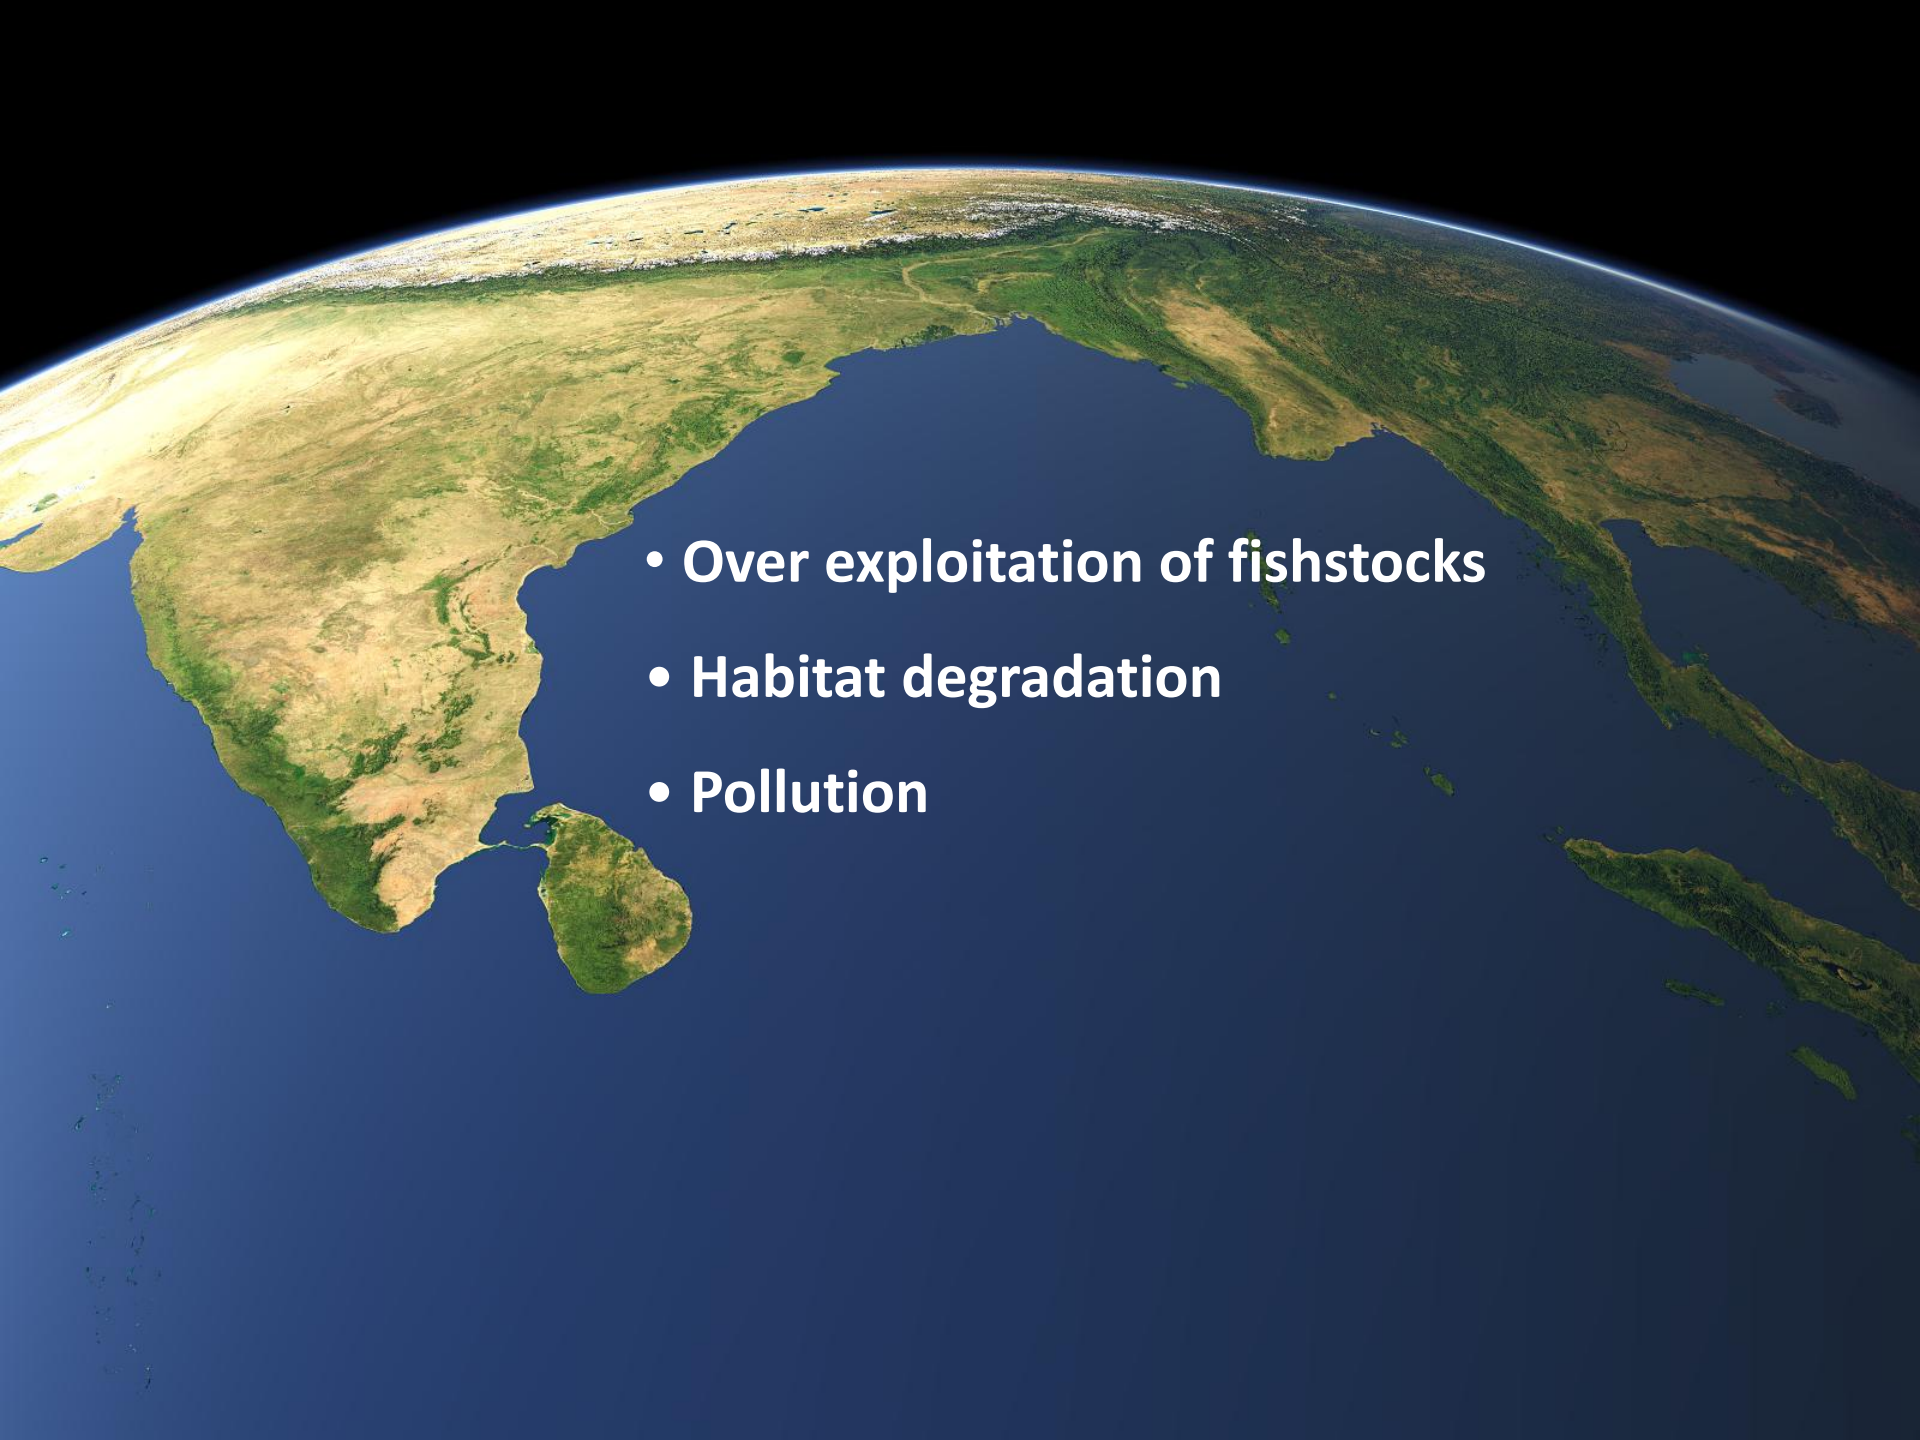 • Over exploitation of fishstocks
• Habitat degradation
• Pollution